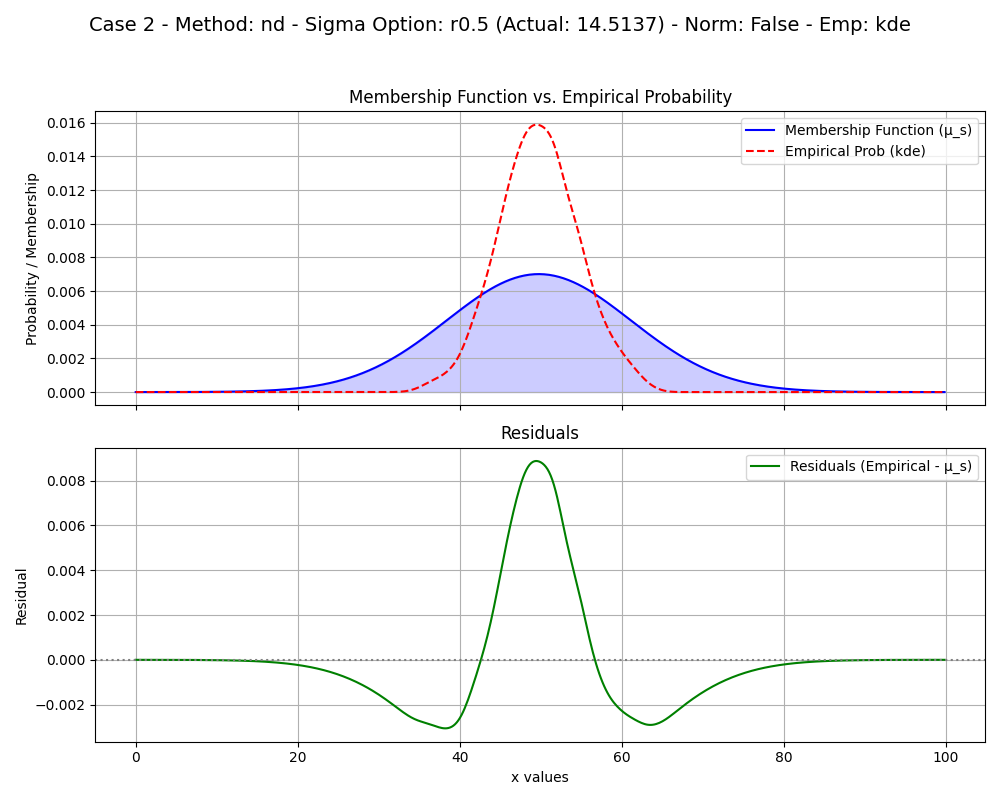 Case 2 - Method: nd - Sigma Option: r0.5 (Actual: 14.5137) - Norm: False - Emp: kde
Membership Function vs. Empirical Probability
0.016
0.014
0.012
0.010
0.008
0.006
0.004
0.002
0.000
Probability / Membership
Membership Function (μ_s)
Empirical Prob (kde)
Residuals
0.008
0.006
0.004
0.002
0.000
−0.002
Residual
Residuals (Empirical - μ_s)
0 20 40 60 80 100
x values